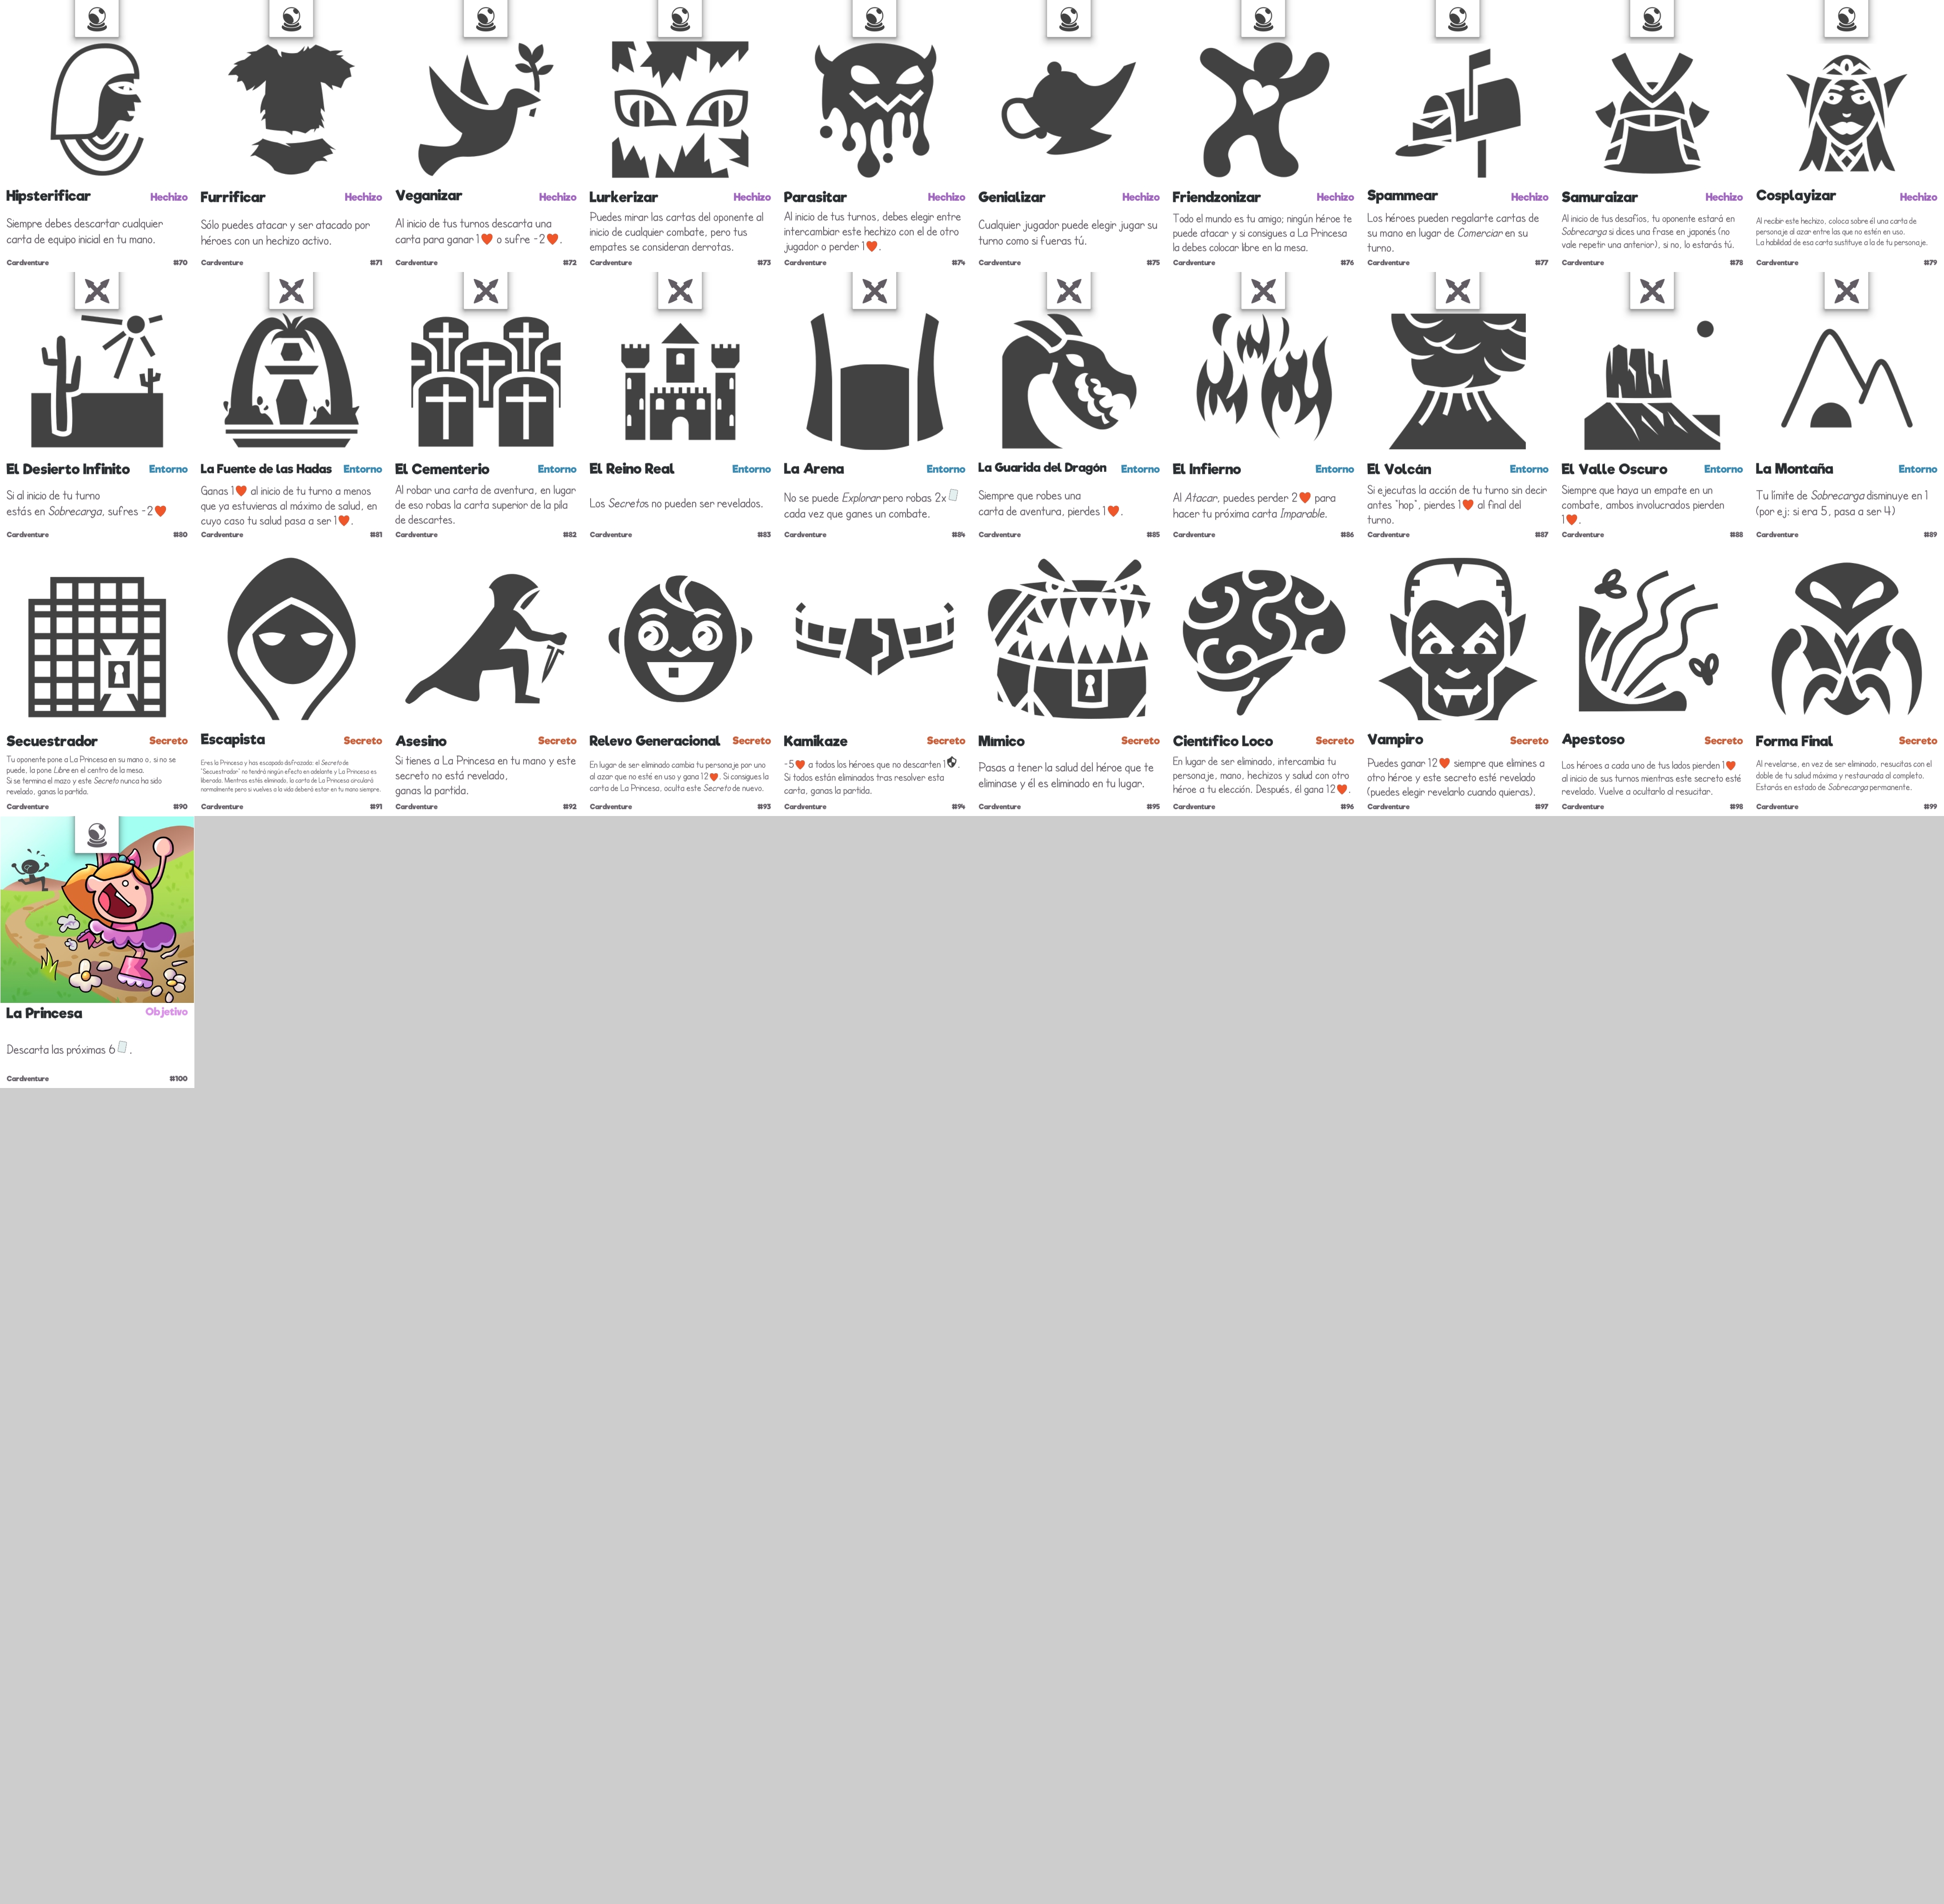 Hipsterificar Hechizo
Siempre debes descartar cualquier
carta de equipo inicial en tu mano.
Cardventure #70
Furrificar Hechizo
Sólo puedes atacar y ser atacado por
héroes con un hechizo activo.
Cardventure #71
Veganizar Hechizo
Al inicio de tus turnos descarta una
carta para ganar 1❤ o sufre -2❤.
Cardventure #72
Lurkerizar Hechizo
Puedes mirar las cartas del oponente al
inicio de cualquier combate, pero tus
empates se consideran derrotas.
Cardventure #73
Parasitar Hechizo
Al inicio de tus turnos, debes elegir entre
intercambiar este hechizo con el de otro
jugador o perder 1❤.
Cardventure #74
Genializar Hechizo
Cualquier jugador puede elegir jugar su
turno como si fueras tú.
Cardventure #75
Friendzonizar Hechizo
Todo el mundo es tu amigo; ningún héroe te
puede atacar y si consigues a La Princesa
la debes colocar libre en la mesa.
Cardventure #76
Spammear Hechizo
Los héroes pueden regalarte cartas de
su mano en lugar de Comerciar en su
turno.
Cardventure #77
Samuraizar Hechizo
Al inicio de tus desafíos, tu oponente estará en
Sobrecarga si dices una frase en japonés (no
vale repetir una anterior), si no, lo estarás tú.
Cardventure #78
Cosplayizar Hechizo
Al recibir este hechizo, coloca sobre él una carta de
personaje al azar entre las que no estén en uso.
La habilidad de esa carta sustituye a la de tu personaje.
Cardventure #79
El Desierto Infinito Entorno
Si al inicio de tu turno
estás en Sobrecarga, sufres -2❤
Cardventure #80
La Fuente de las Hadas Entorno
Ganas 1❤ al inicio de tu turno a menos
que ya estuvieras al máximo de salud, en
cuyo caso tu salud pasa a ser 1❤.
Cardventure #81
El Cementerio Entorno
Al robar una carta de aventura, en lugar
de eso robas la carta superior de la pila
de descartes.
Cardventure #82
El Reino Real Entorno
Los Secretos no pueden ser revelados.
Cardventure #83
La Arena Entorno
No se puede Explorar pero robas 2x
cada vez que ganes un combate.
Cardventure #84
La Guarida del Dragón Entorno
Siempre que robes una
carta de aventura, pierdes 1❤.
Cardventure #85
El Infierno Entorno
Al Atacar, puedes perder 2❤ para
hacer tu próxima carta Imparable.
Cardventure #86
El Volcán Entorno
Si ejecutas la acción de tu turno sin decir
antes "hop", pierdes 1❤ al final del
turno.
Cardventure #87
El Valle Oscuro Entorno
Siempre que haya un empate en un
combate, ambos involucrados pierden
1❤.
Cardventure #88
La Montaña Entorno
Tu límite de Sobrecarga disminuye en 1
(por ej: si era 5, pasa a ser 4)
Cardventure #89
Secuestrador Secreto
Tu oponente pone a La Princesa en su mano o, si no se
puede, la pone Libre en el centro de la mesa.
Si se termina el mazo y este Secreto nunca ha sido
revelado, ganas la partida.
Cardventure #90
Escapista Secreto
Eres la Princesa y has escapado disfrazada: el Secreto de
"Secuestrador" no tendrá ningún efecto en adelante y La Princesa es
liberada. Mientras estés eliminado, la carta de La Princesa circulará
normalmente pero si vuelves a la vida deberá estar en tu mano siempre.
Cardventure #91
Asesino Secreto
Si tienes a La Princesa en tu mano y este
secreto no está revelado,
ganas la partida.
Cardventure #92
Relevo Generacional Secreto
En lugar de ser eliminado cambia tu personaje por uno
al azar que no esté en uso y gana 12❤. Si consigues la
carta de La Princesa, oculta este Secreto de nuevo.
Cardventure #93
Kamikaze Secreto
-5❤ a todos los héroes que no descarten 1.
Si todos están eliminados tras resolver esta
carta, ganas la partida.
Cardventure #94
Mímico Secreto
Pasas a tener la salud del héroe que te
eliminase y él es eliminado en tu lugar.
Cardventure #95
Científico Loco Secreto
En lugar de ser eliminado, intercambia tu
personaje, mano, hechizos y salud con otro
héroe a tu elección. Después, él gana 12❤.
Cardventure #96
Vampiro Secreto
Puedes ganar 12❤ siempre que elimines a
otro héroe y este secreto esté revelado
(puedes elegir revelarlo cuando quieras).
Cardventure #97
Apestoso Secreto
Los héroes a cada uno de tus lados pierden 1❤
al inicio de sus turnos mientras este secreto esté
revelado. Vuelve a ocultarlo al resucitar.
Cardventure #98
Forma Final Secreto
Al revelarse, en vez de ser eliminado, resucitas con el
doble de tu salud máxima y restaurada al completo.
Estarás en estado de Sobrecarga permanente.
Cardventure #99
La Princesa Objetivo
Descarta las próximas 6 .
Cardventure #100